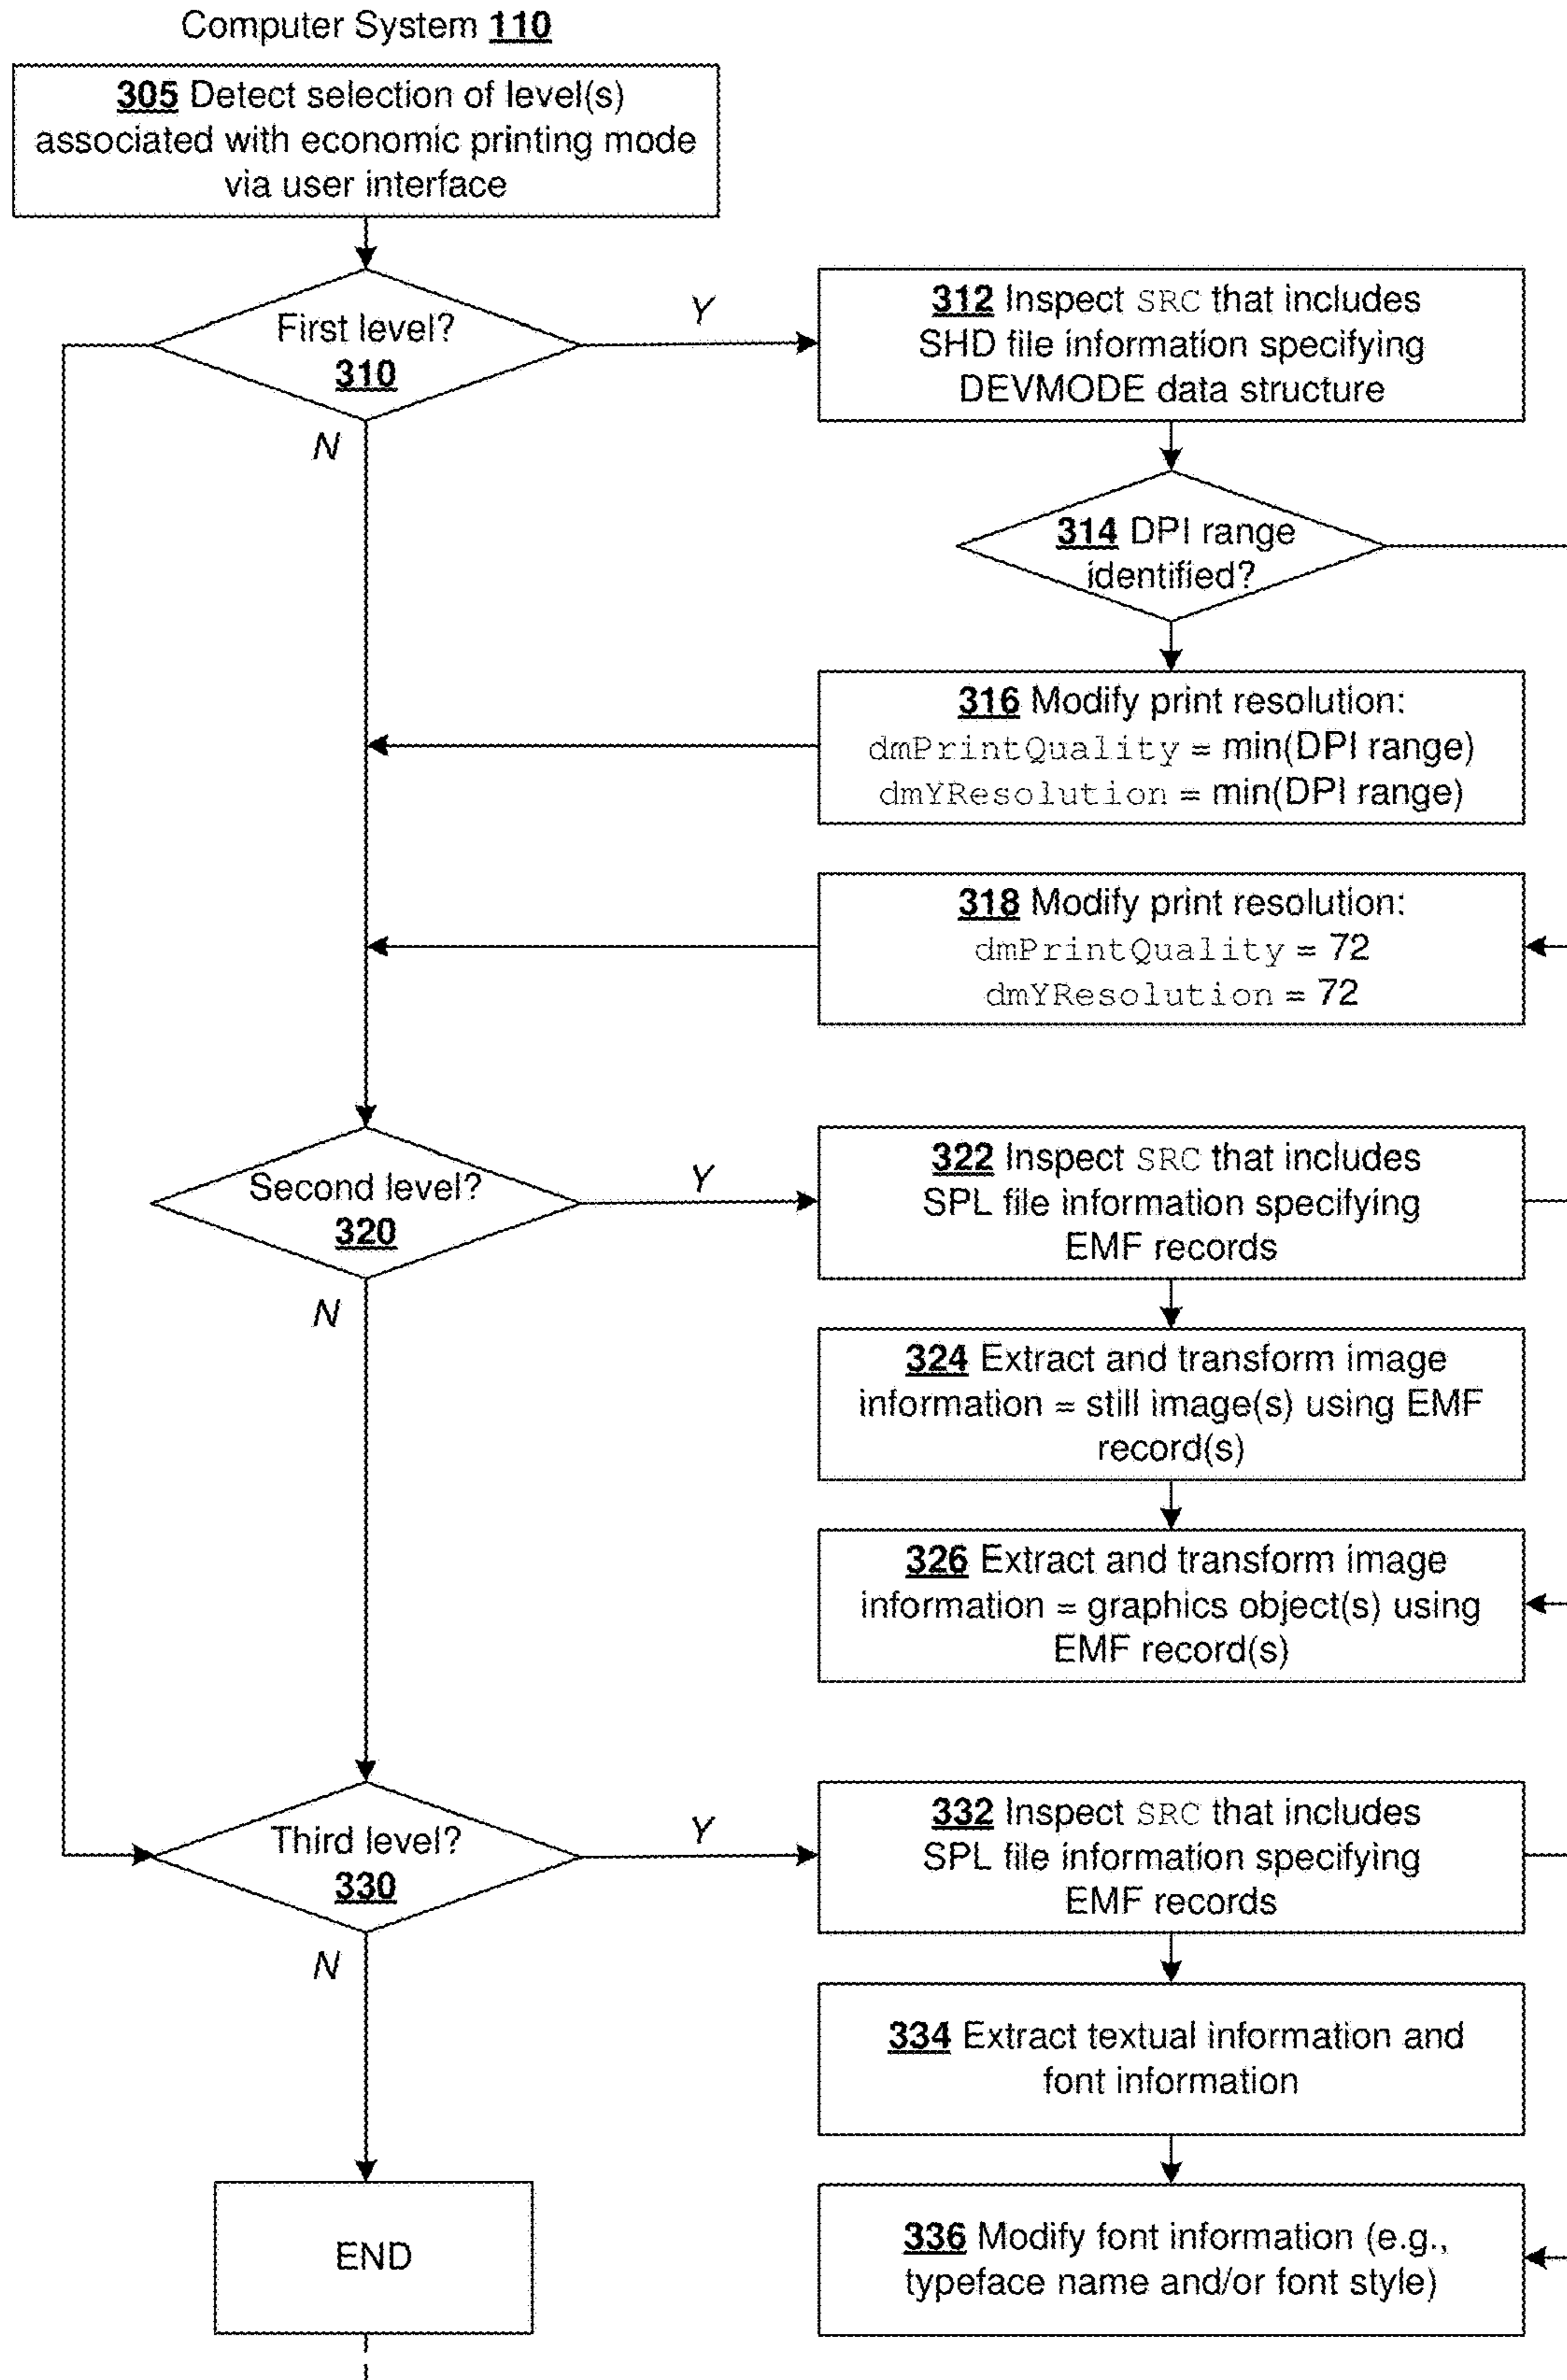 Computer System 110
305 Detect selection of level(s)
associated with economic printing mode
via user interface
First level?
310
Y
N
312 Inspect SRC that includes
SHD file information specifying
DEVMODE data structure
314 DPI range
identified?
316 Modify print resolution:
dmPrintQuality = min(DPI range)
dmYResolution = min(DPI range)
318 Modify print resolution:
dmPrintQuality = 72
dmYResolution = 72
Second level?
320
Y
N
322 Inspect SRC that includes
SPL file information specifying
EMF records
324 Extract and transform image
information = still image(s) using EMF
record(s)
326 Extract and transform image
information = graphics object(s) using
EMF record(s)
Third level?
330
Y
N
332 Inspect SRC that includes
SPL file information specifying
EMF records
334 Extract textual information and
font information
336 Modify font information (e.g.,
typeface name and/or font style)
END